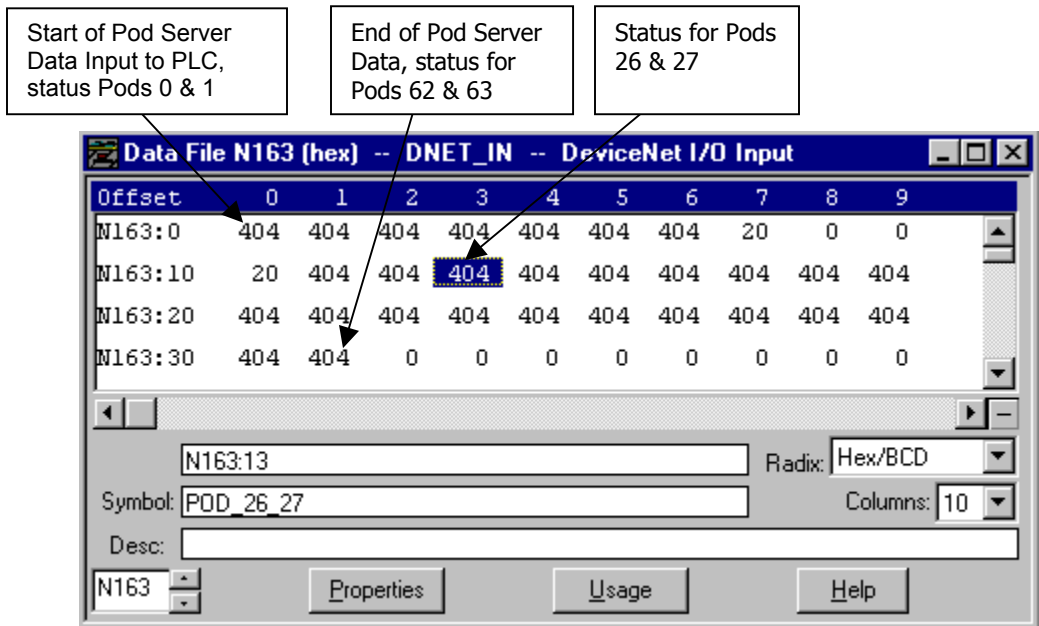 Start of Pod Server
Data Input to PLC,
status Pods 0 & 1
End of Pod Server
Data, status for
Pods 62 & 63
Status for Pods
26 & 27
Data File N163 (hex) -- DNET_IN -- DeviceNet I/O Input
Offset 0 1 2 3 4 5 6 7 8 9
N163:0 404 404 404 404 404 404 404 20 0 0
N163:10 20 404 404 404 404 404 404 404 404 404
N163:20 404 404 404 404 404 404 404 404 404 404
N163:30 404 404 0 0 0 0 0 0 0 0
N163:13 Radix: Hex/BCD
Symbol: POD_26_27 Columns: 10
Desc:
N163 Properties Usage Help